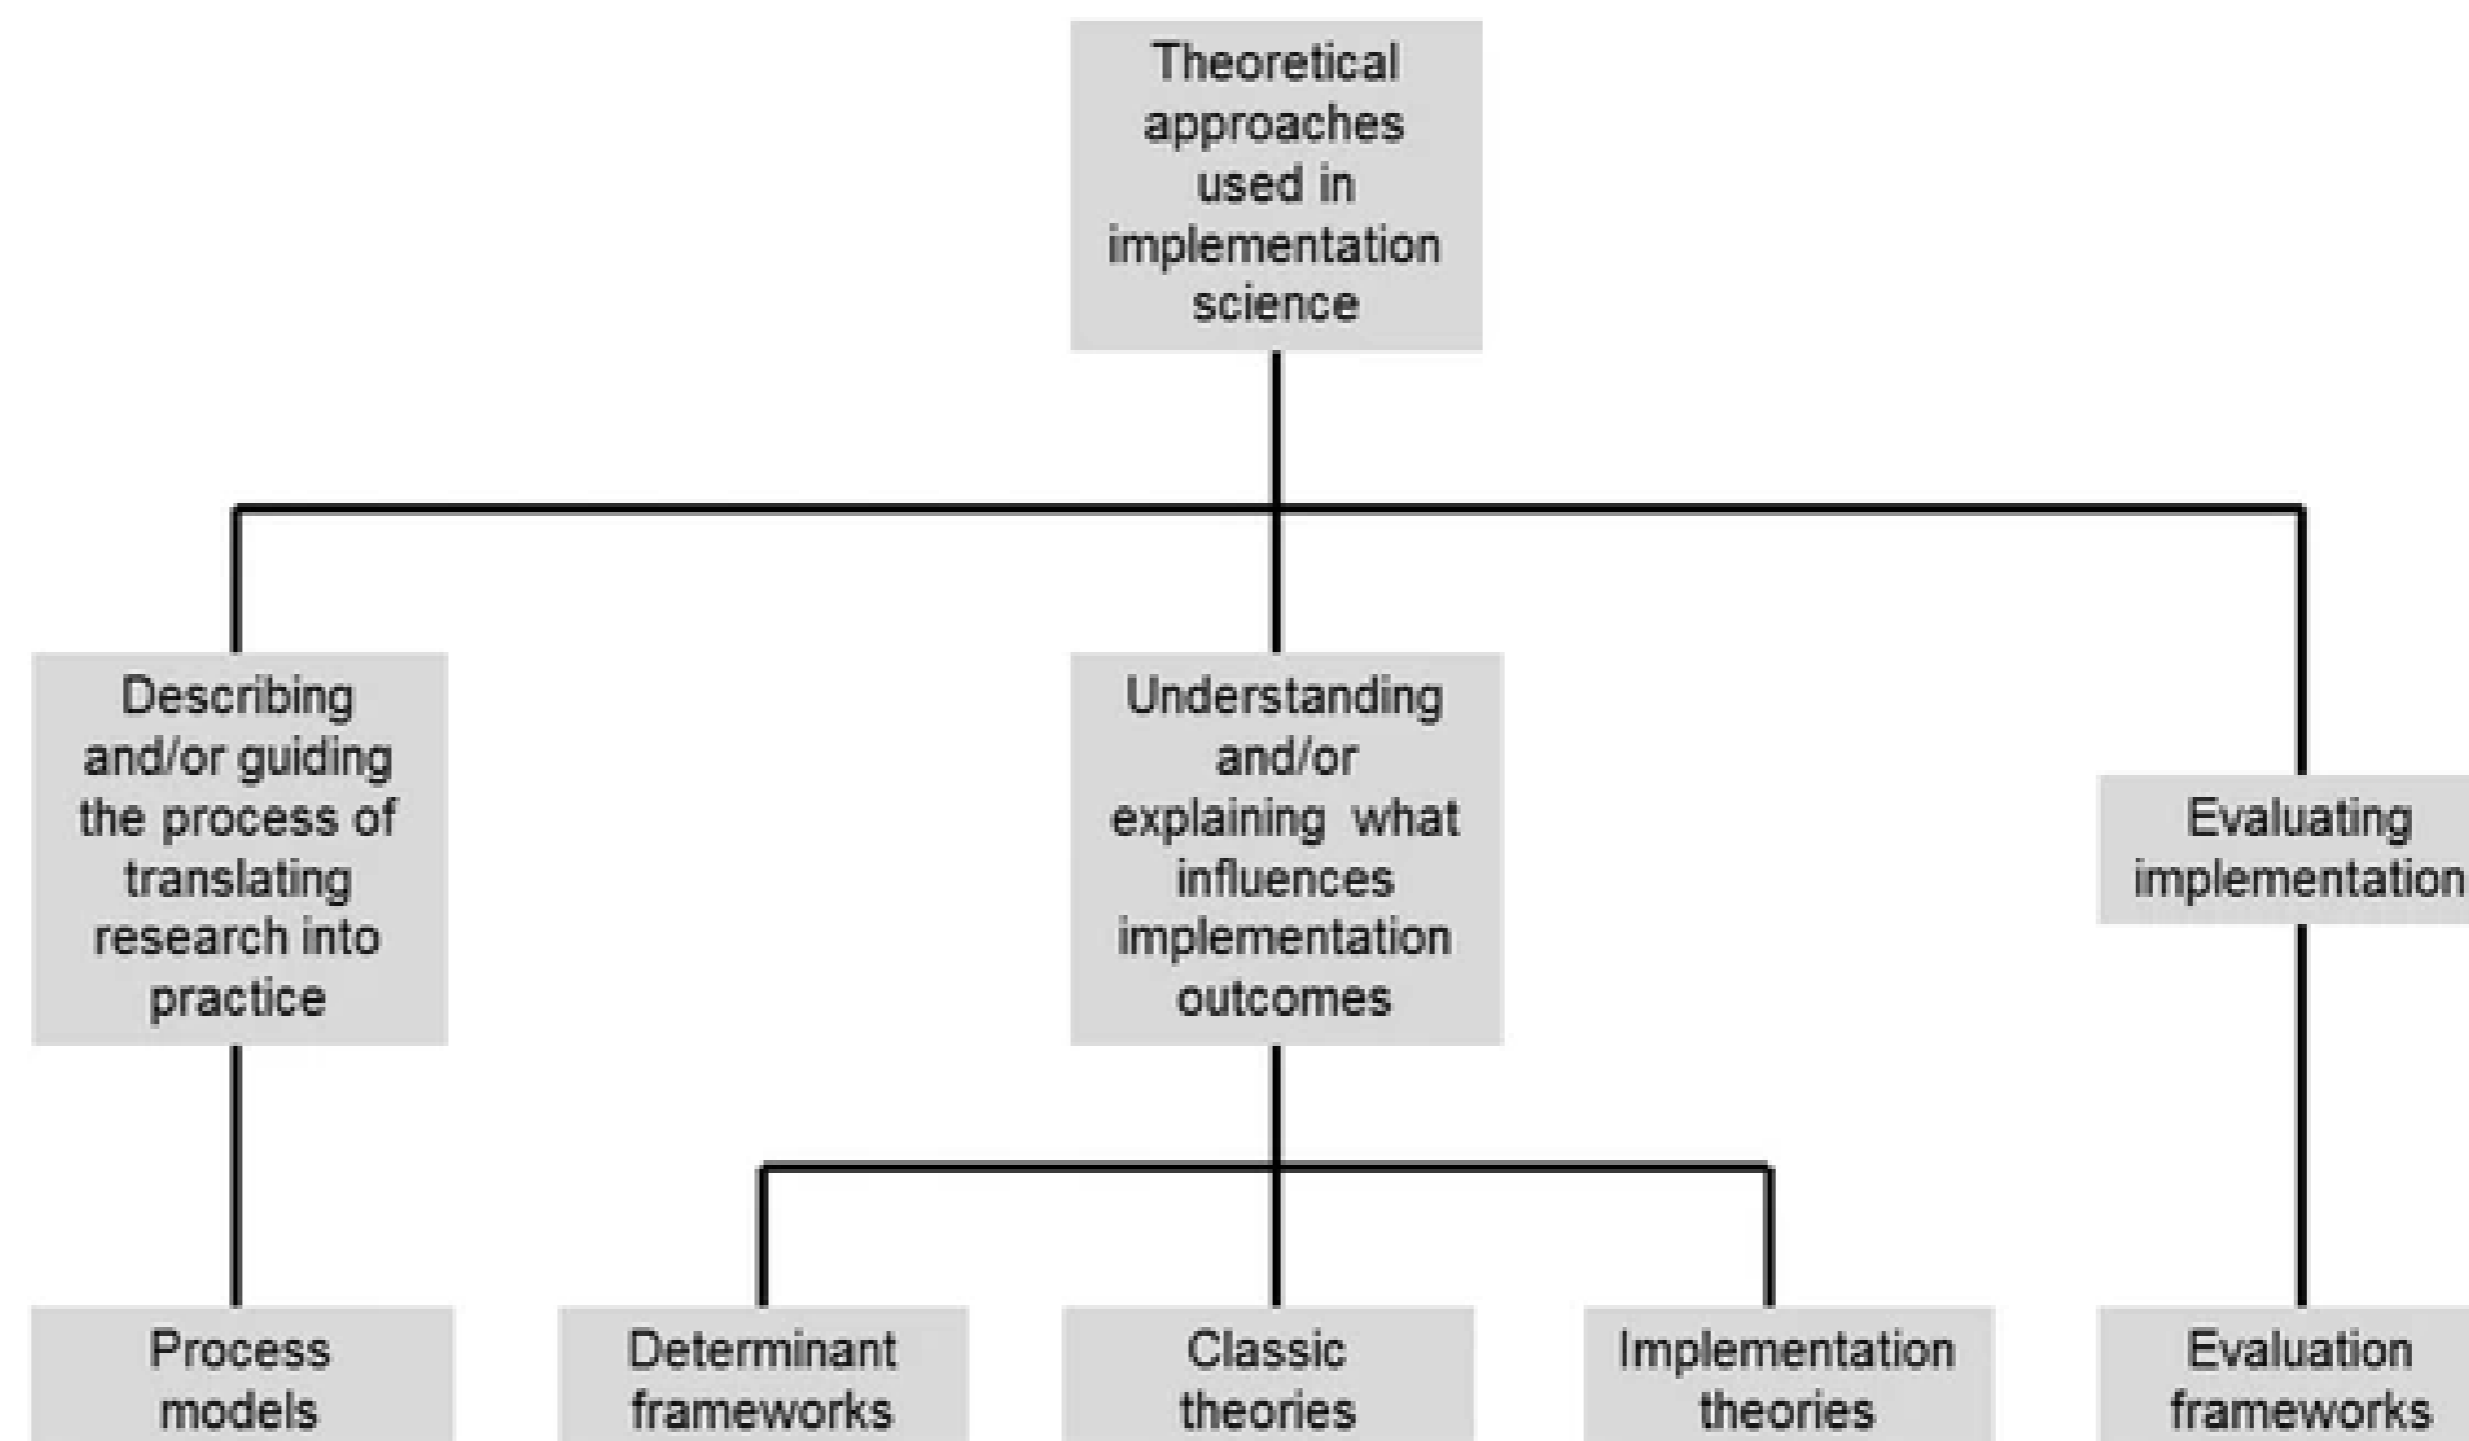 Theoretical
approaches
used in
implementation
science
Describing
and/or guiding
the process of
translating
research into
practice
Understanding
and/or
explaining what
influences
implementation
outcomes
Evaluating
implementation
Process
models
Determinant
frameworks
Classic
theories
Implementation
theories
Evaluation
frameworks